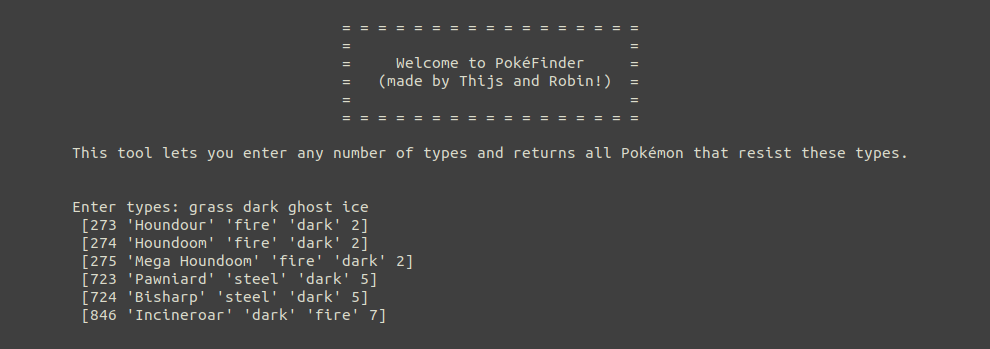 = = = = = = = = = = = = = = = = =
= =
= Welcome to PokéFinder =
= (made by Thijs and Robin!) =
= =
= = = = = = = = = = = = = = = = =
This tool lets you enter any number of types and returns all Pokémon that resist these types.
Enter types: grass dark ghost ice
[273 'Houndour' 'fire' 'dark' 2]
[274 'Houndoom' 'fire' 'dark' 2]
[275 'Mega Houndoom' 'fire' 'dark' 2]
[723 'Pawniard' 'steel' 'dark' 5]
[724 'Bisharp' 'steel' 'dark' 5]
[846 'Incineroar' 'dark' 'fire' 7]